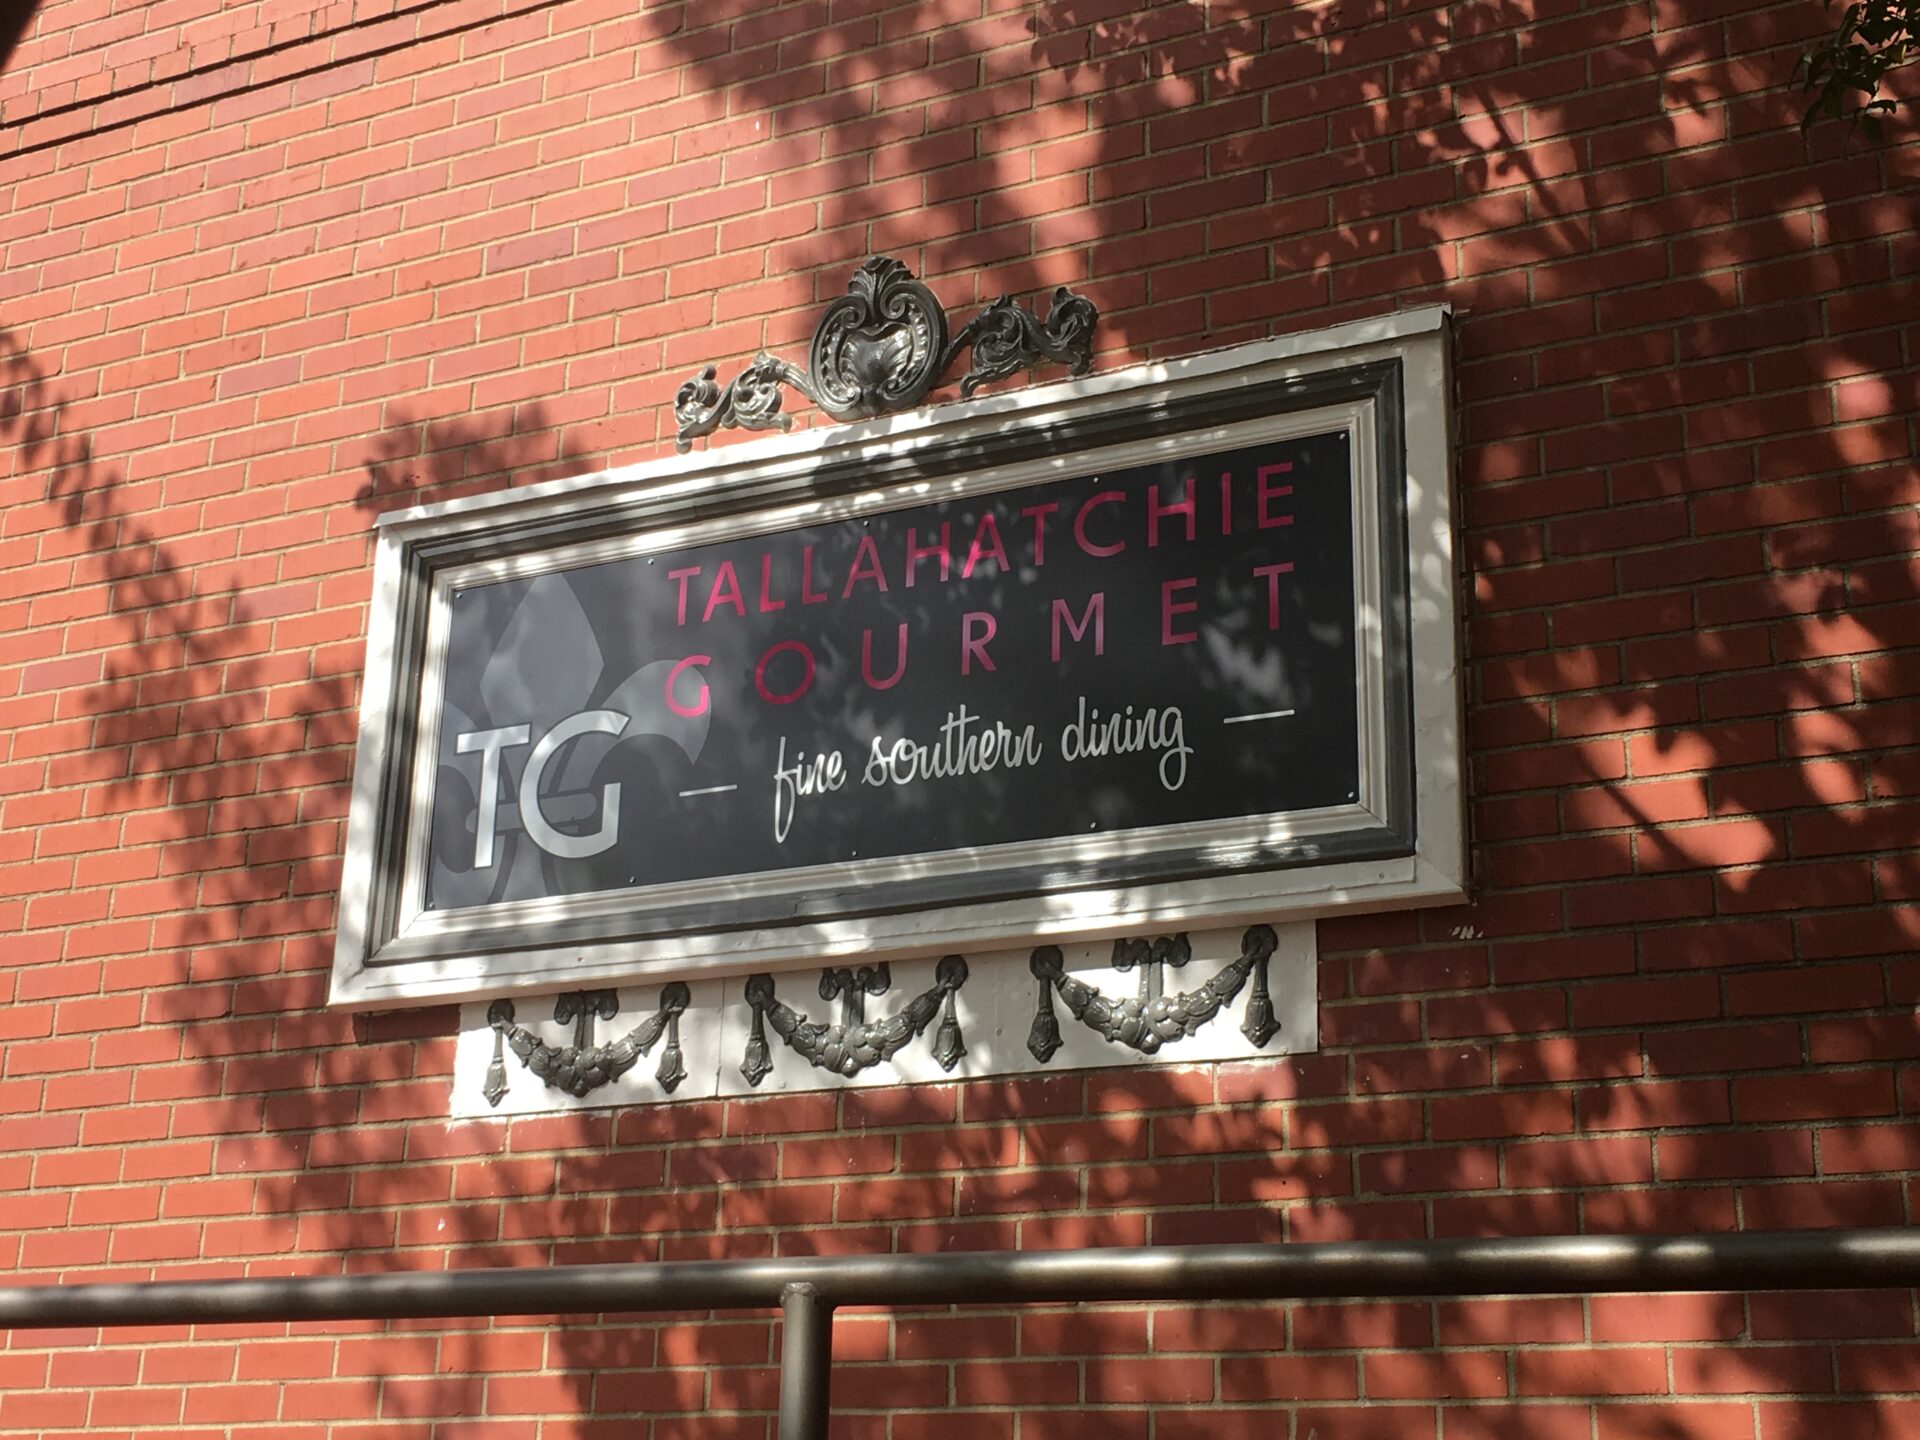 TALLAHATCHIE
GOURMET
TG
— fine southern dining —